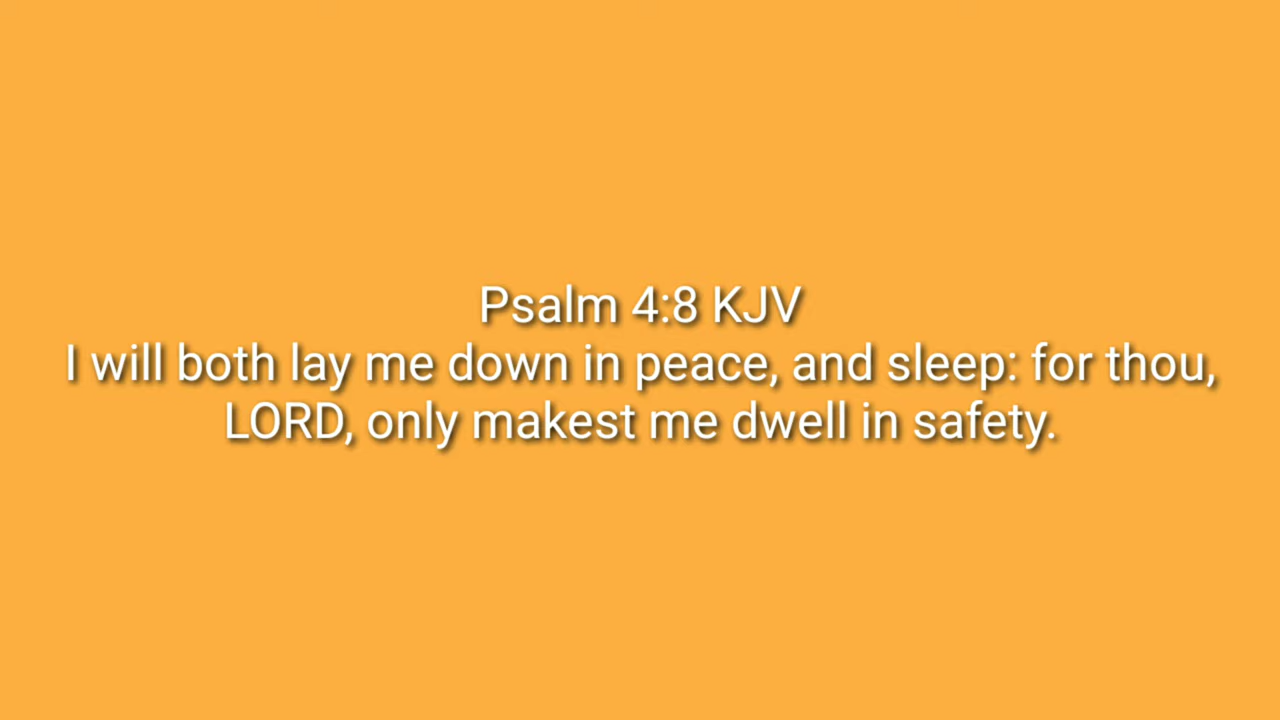 Psalm 4:8 KJV
I will both lay me down in peace, and sleep: for thou,
LORD, only makest me dwell in safety.